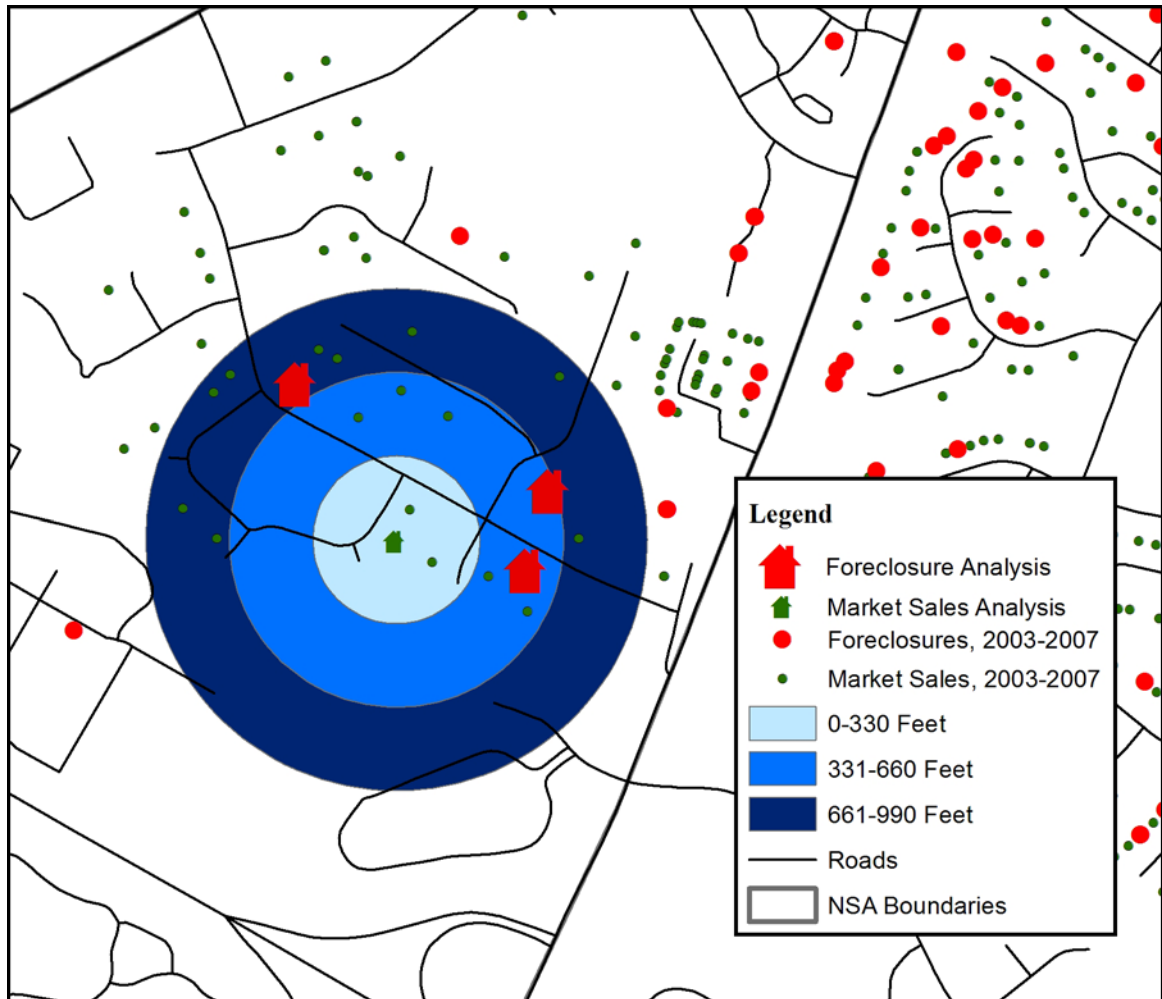 Legend
Foreclosure Analysis
Market Sales Analysis
Foreclosures, 2003-2007
Market Sales, 2003-2007
0-330 Feet
331-660 Feet
661-990 Feet
Roads
NSA Boundaries